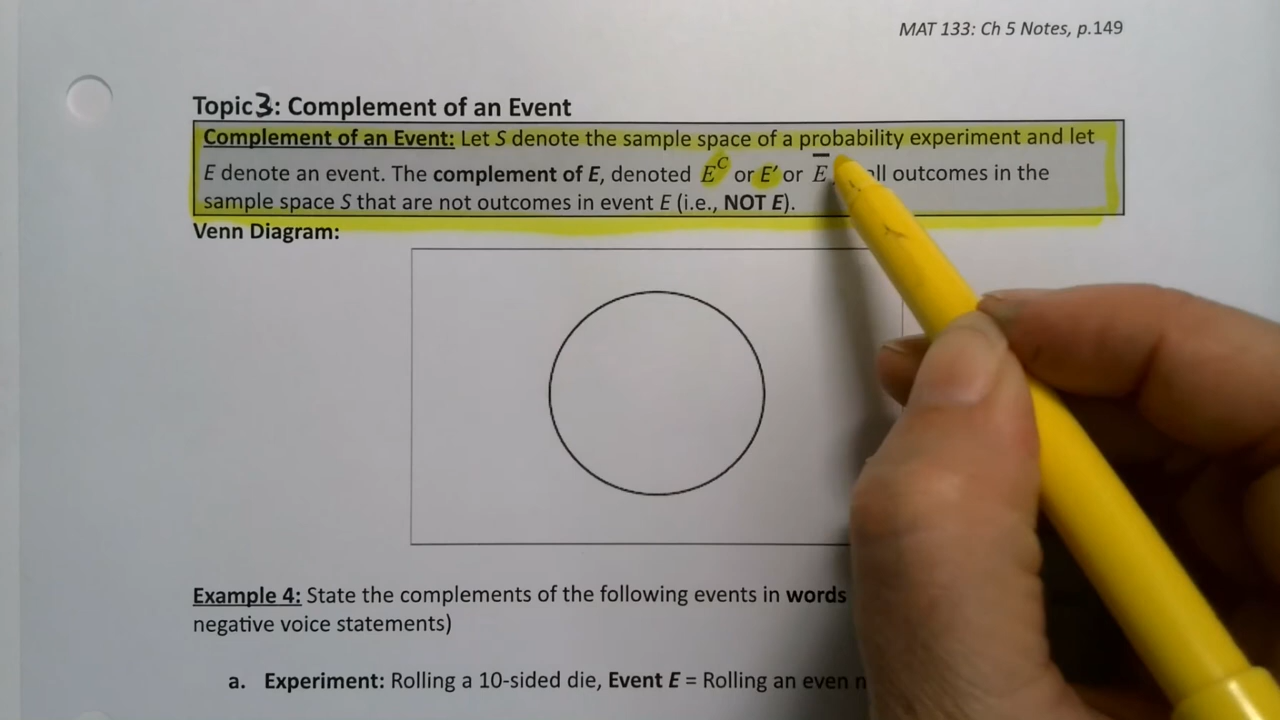 MAT 133: Ch 5 Notes, p.149
Topic 3: Complement of an Event
Complement of an Event: Let S denote the sample space of a probability experiment and let
E denote an event. The complement of E, denoted Eᶜ or E′ or E̅, all outcomes in the
sample space S that are not outcomes in event E (i.e., NOT E).
Venn Diagram:
Example 4: State the complements of the following events in words
negative voice statements)
a. Experiment: Rolling a 10-sided die, Event E = Rolling an even